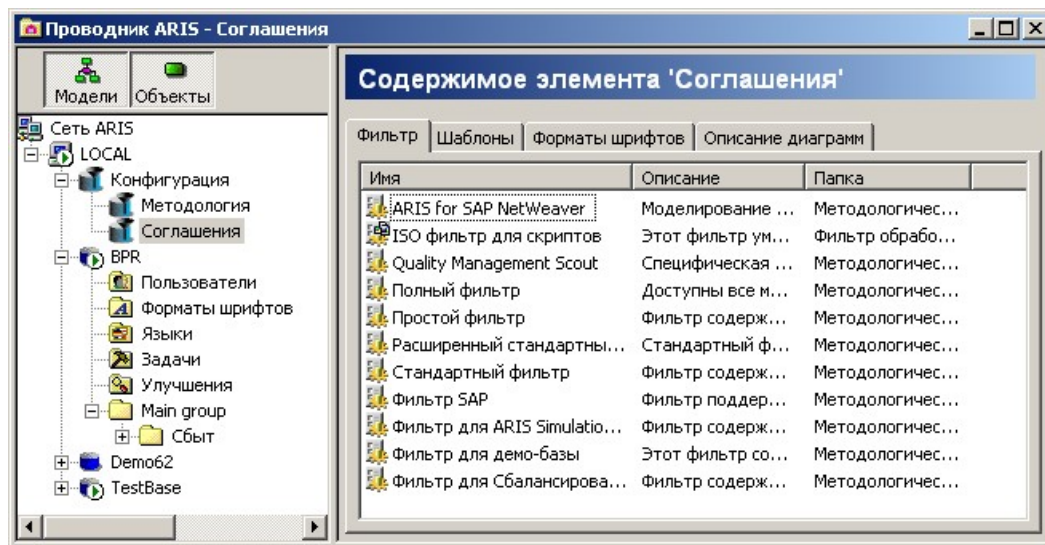 Проводник ARIS - Соглашения
Модели Объекты
Сеть ARIS
LOCAL
Конфигурация
Методология
Соглашения
BPR
Пользователи
Форматы шрифтов
Языки
Задачи
Улучшения
Main group
Сбыт
Demo62
TestBase
Содержимое элемента 'Соглашения'
Фильтр Шаблоны Форматы шрифтов Описание диаграмм
Имя Описание Папка
ARIS for SAP NetWeaver Моделирование ... Методологичес...
ISO фильтр для скриптов Этот фильтр ум... Фильтр обрабо...
Quality Management Scout Специфическая ... Методологичес...
Полный фильтр Доступны все м... Методологичес...
Простой фильтр Фильтр содерж... Методологичес...
Расширенный стандартны... Стандартный ф... Методологичес...
Стандартный фильтр Фильтр содерж... Методологичес...
Фильтр SAP Фильтр поддер... Методологичес...
Фильтр для ARIS Simulatio... Фильтр содерж... Методологичес...
Фильтр для демо-базы Этот фильтр со... Методологичес...
Фильтр для Сбалансирова... Фильтр содерж... Методологичес...